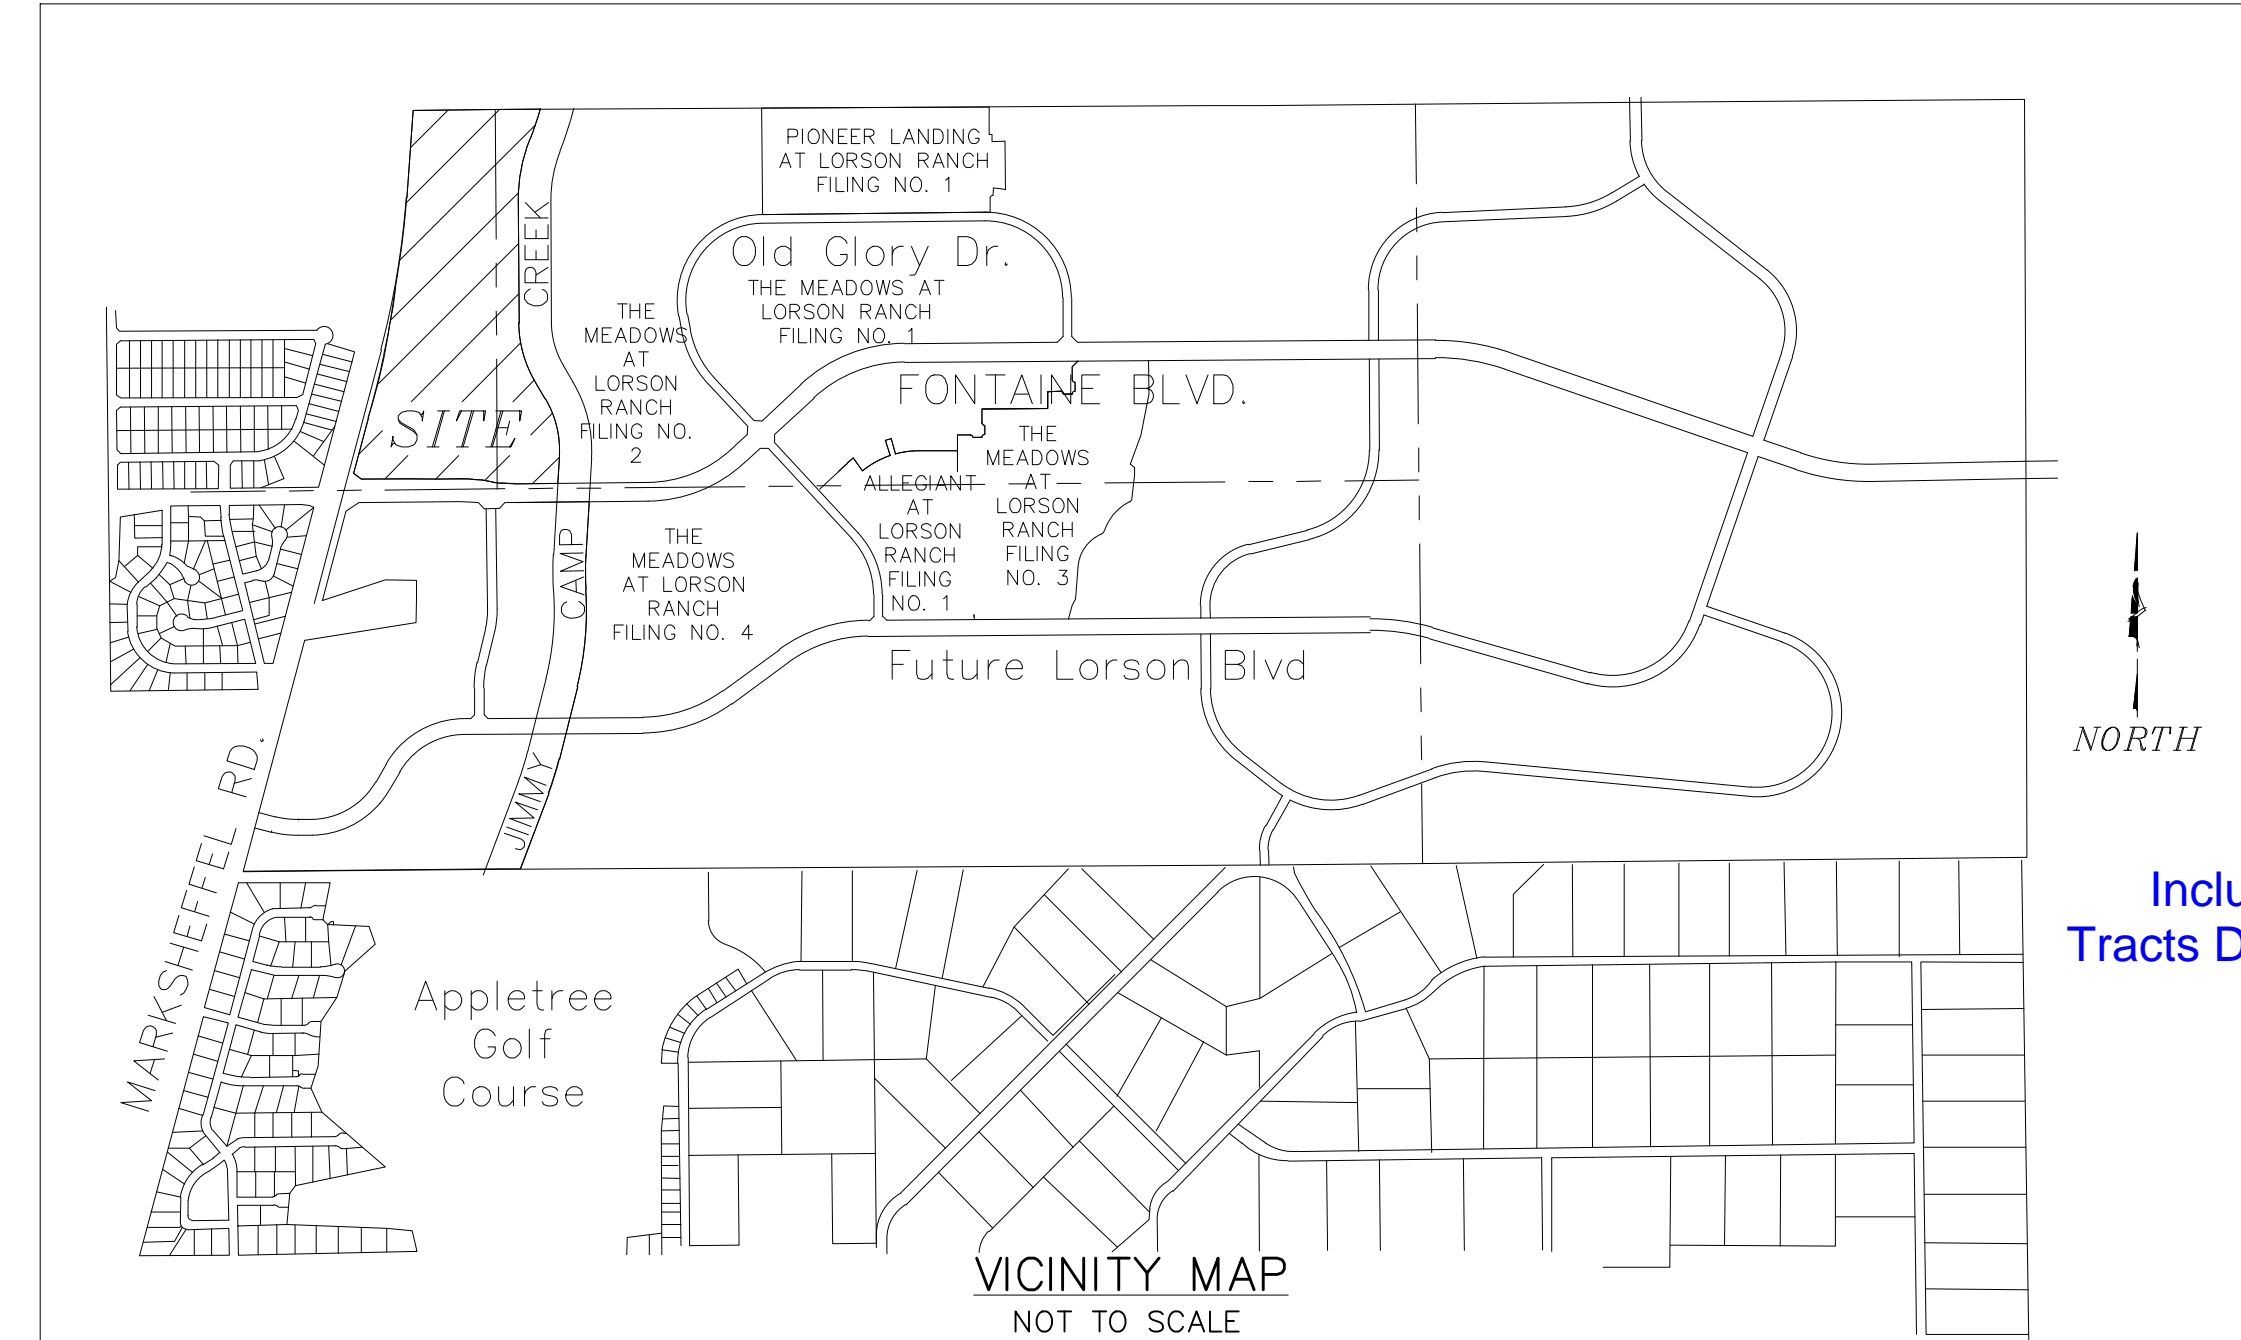 PIONEER LANDING
AT LORSON RANCH
FILING NO. 1
Old Glory Dr.
THE MEADOWS AT
LORSON RANCH
FILING NO. 1
THE
MEADOWS
AT
LORSON
RANCH
FILING NO.
2
SITE
FONTAINE BLVD.
THE
MEADOWS
AT
LORSON
RANCH
FILING
NO. 3
ALLEGIANT
AT
LORSON
RANCH
FILING
NO. 1
THE
MEADOWS
AT LORSON
RANCH
FILING NO. 4
Future Lorson Blvd
JIMMY CAMP CREEK
MARKSHEFFEL RD.
NORTH
Appletree
Golf
Course
Tracts
VICINITY MAP
NOT TO SCALE